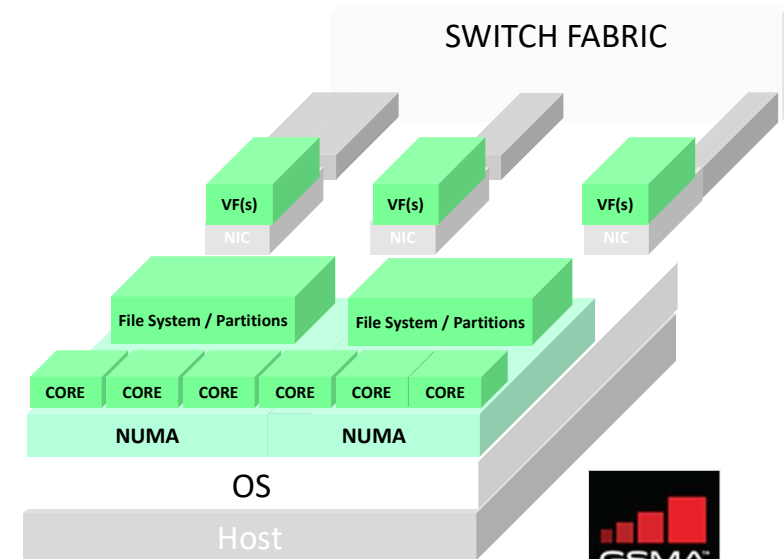 SWITCH FABRIC
VF(s) VF(s) VF(s)
NIC NIC NIC
File System / Partitions File System / Partitions
CORE CORE CORE CORE CORE CORE
NUMA NUMA
OS
Host
GSMA™